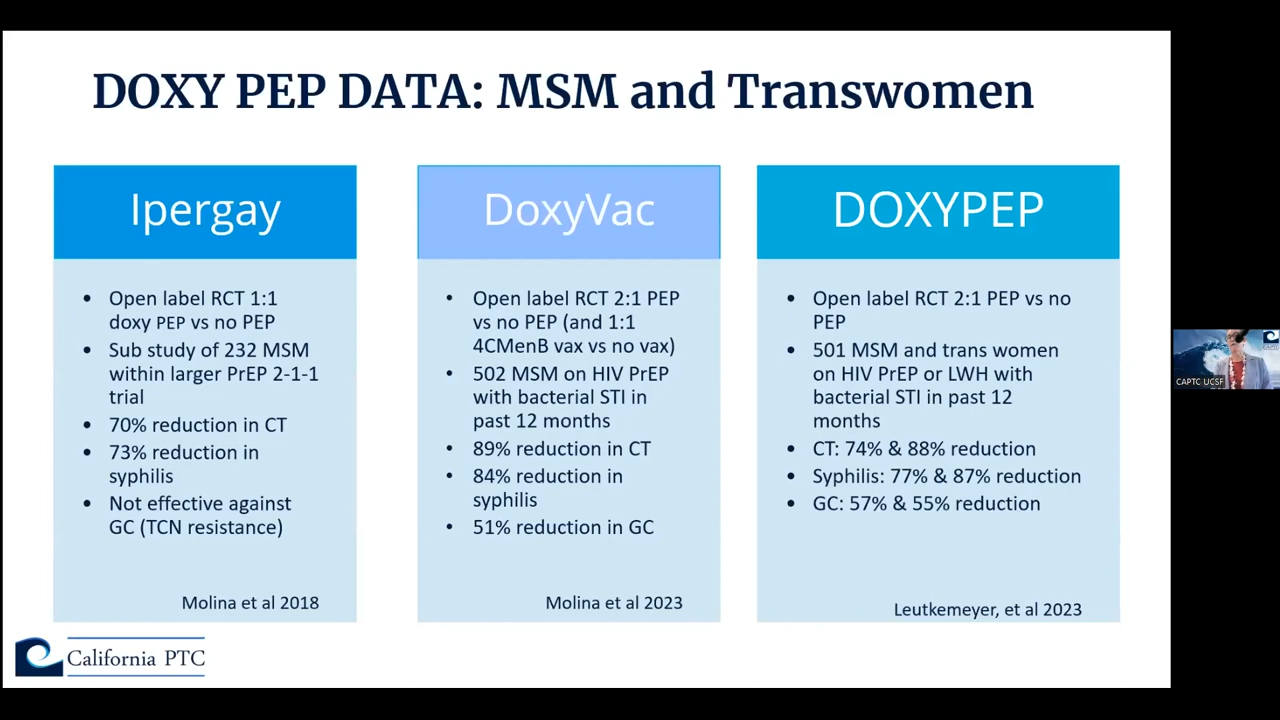 DOXY PEP DATA: MSM and Transwomen
Ipergay
• Open label RCT 1:1
doxy PEP vs no PEP
• Sub study of 232 MSM
within larger PrEP 2-1-1
trial
• 70% reduction in CT
• 73% reduction in
syphilis
• Not effective against
GC (TCN resistance)
Molina et al 2018
DoxyVac
• Open label RCT 2:1 PEP
vs no PEP (and 1:1
4CMenB vax vs no vax)
• 502 MSM on HIV PrEP
with bacterial STI in
past 12 months
• 89% reduction in CT
• 84% reduction in
syphilis
• 51% reduction in GC
Molina et al 2023
DOXYPEP
• Open label RCT 2:1 PEP vs no
PEP
• 501 MSM and trans women
on HIV PrEP or LWH with
bacterial STI in past 12
months
• CT: 74% & 88% reduction
• Syphilis: 77% & 87% reduction
• GC: 57% & 55% reduction
Leutkemeyer, et al 2023
California PTC
CAPTC UCSF